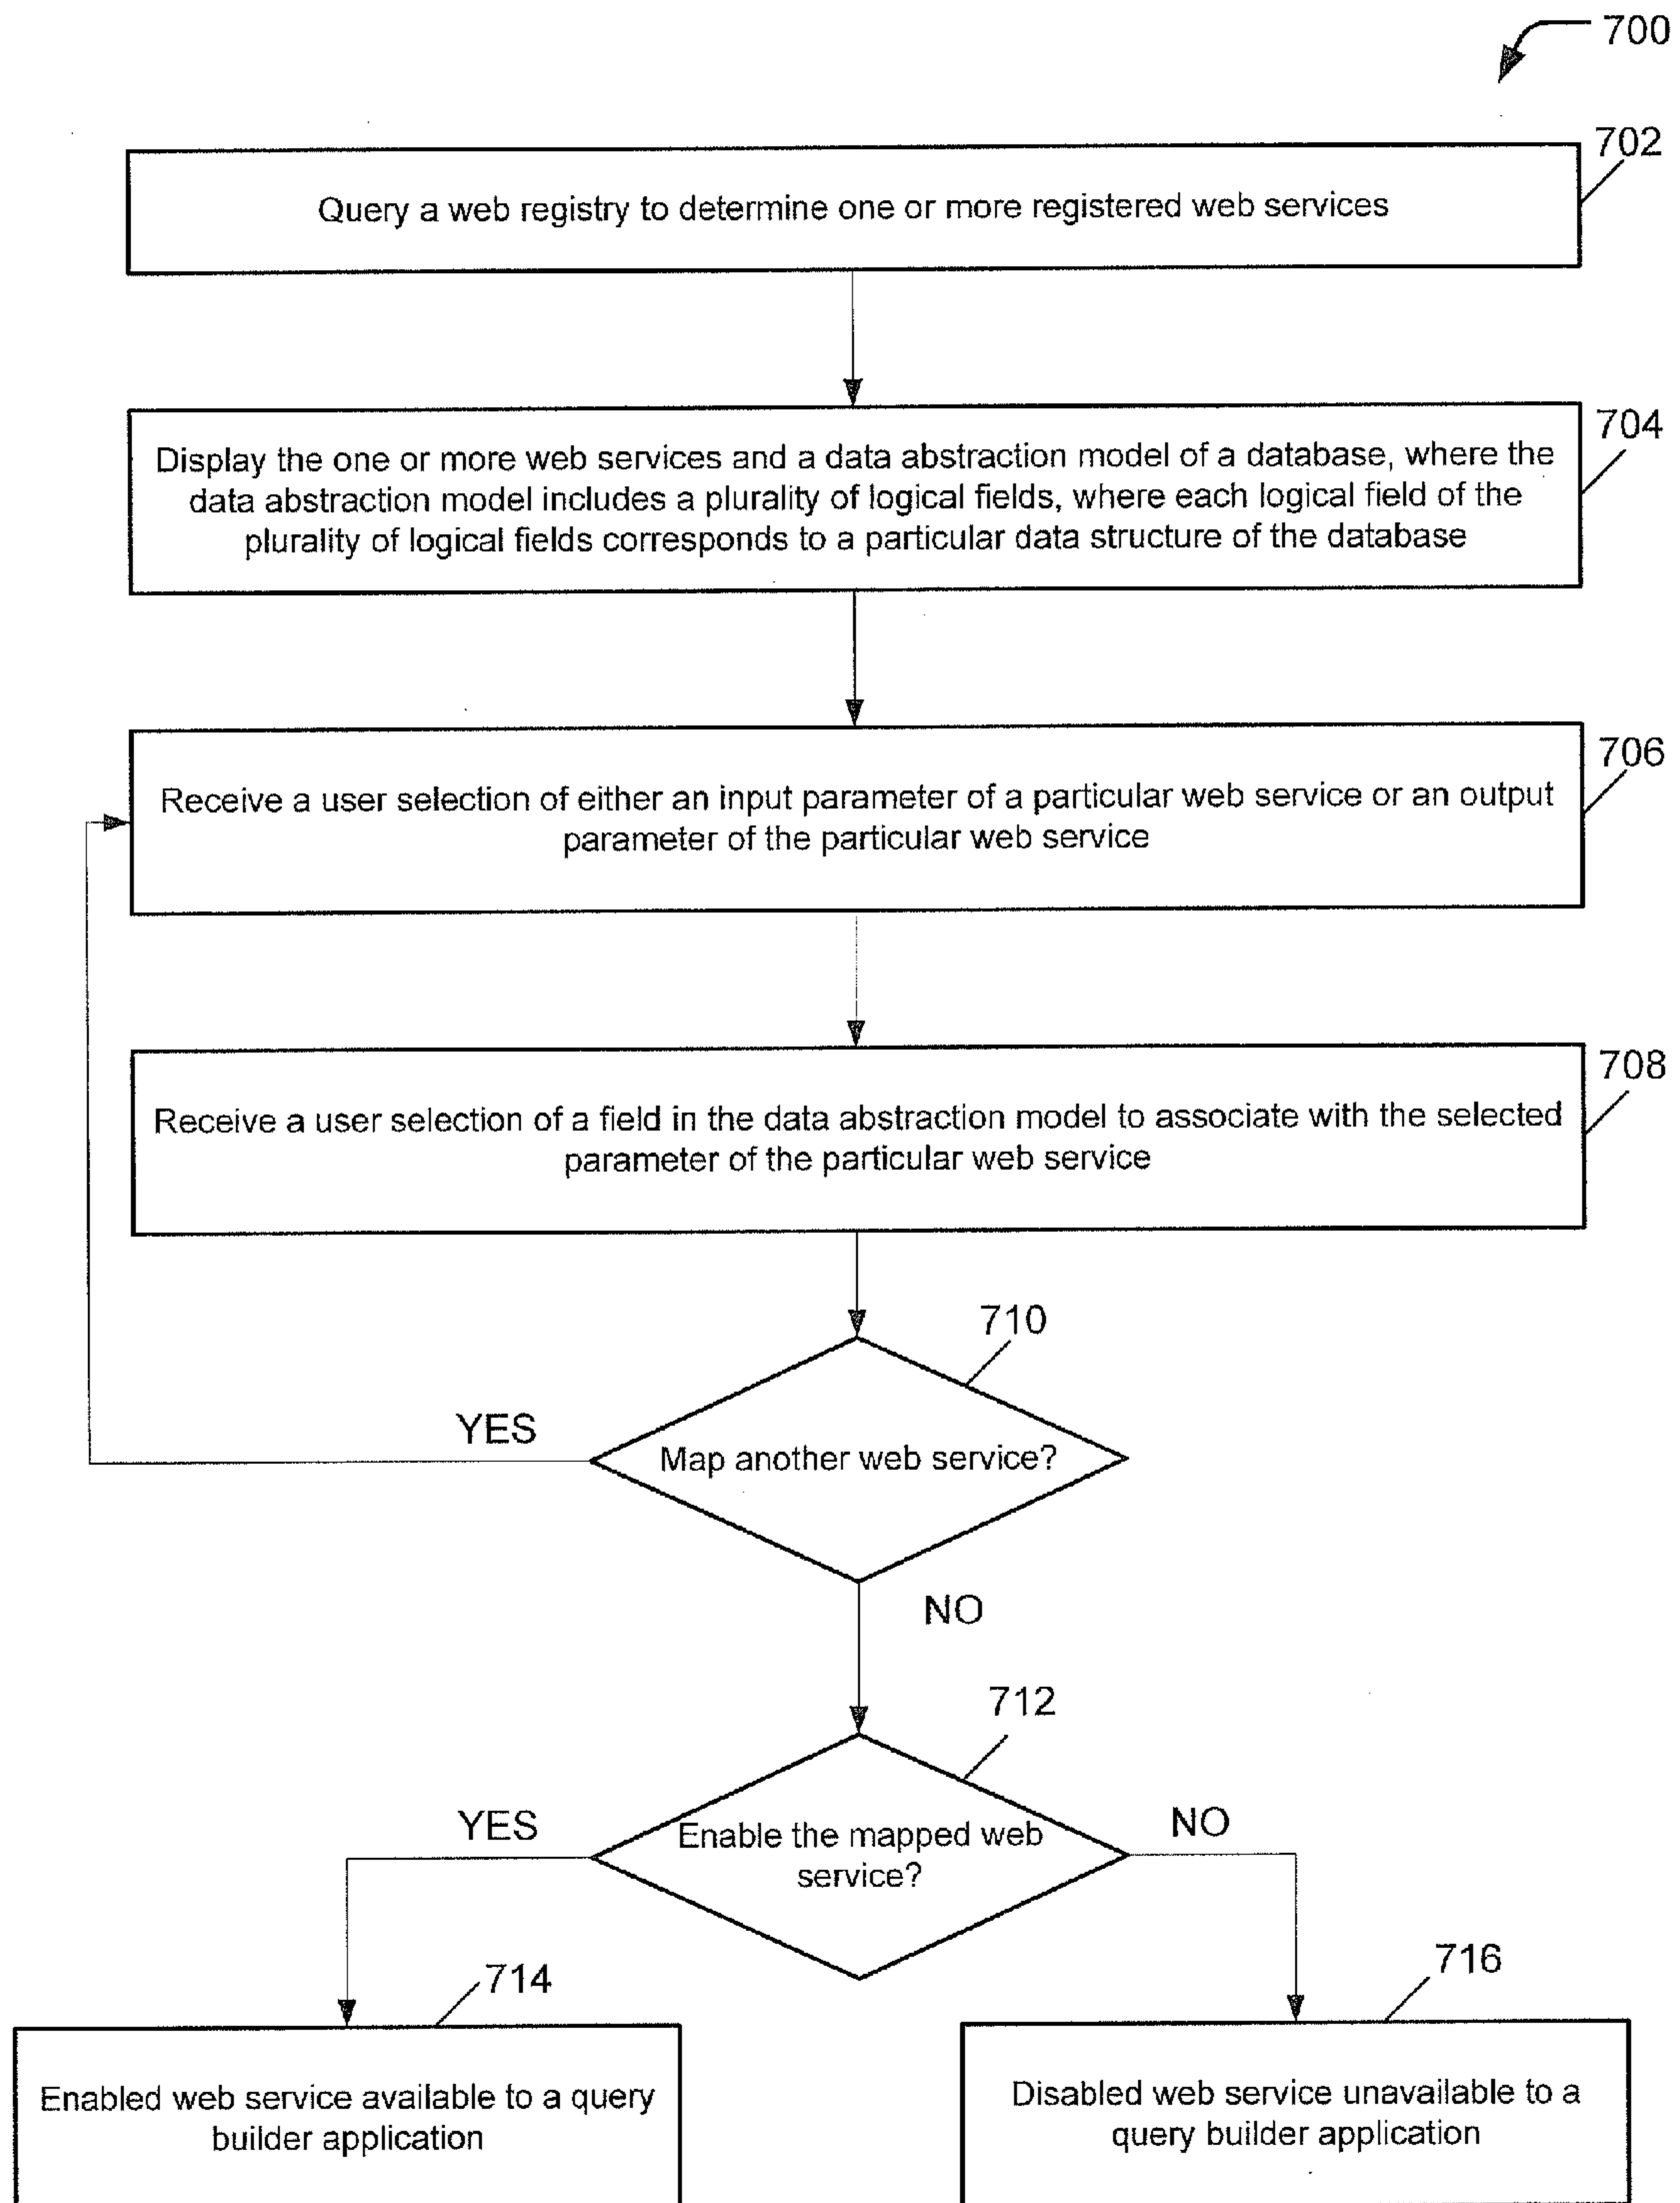 700
702
Query a web registry to determine one or more registered web services
704
Display the one or more web services and a data abstraction model of a database, where the
data abstraction model includes a plurality of logical fields, where each logical field of the
plurality of logical fields corresponds to a particular data structure of the database
706
Receive a user selection of either an input parameter of a particular web service or an output
parameter of the particular web service
708
Receive a user selection of a field in the data abstraction model to associate with the selected
parameter of the particular web service
710
YES
Map another web service?
NO
712
YES
Enable the mapped web
service?
NO
714
716
Enabled web service available to a query
builder application
Disabled web service unavailable to a
query builder application